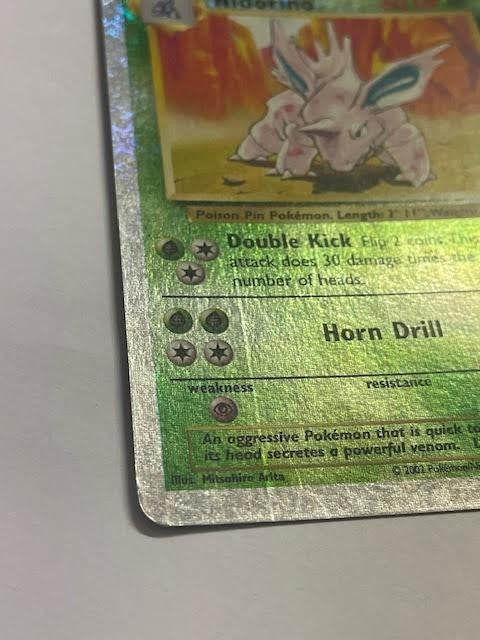 Nidorino
Poison Pin Pokémon. Length: 2' 11"
Double Kick Flip 2 coins. This
attack does 30 damage times the
number of heads.
Horn Drill
weakness resistance
An aggressive Pokémon that is quick to
its head secretes a powerful venom.
Illus. Mitsuhiro Arita
© 2002